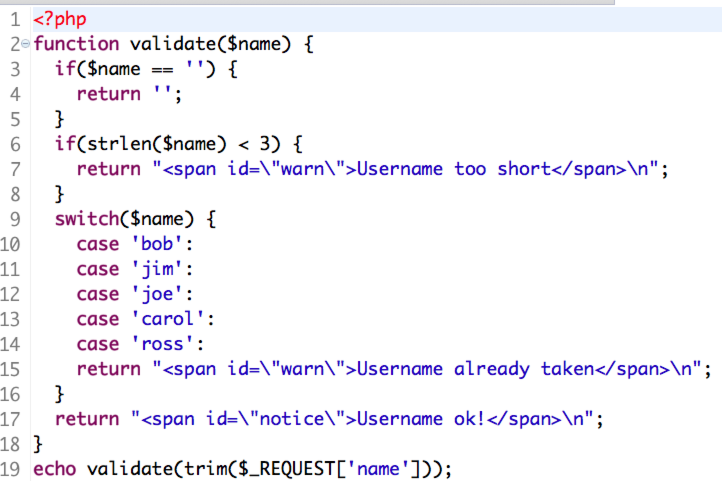 1 <?php
2 function validate($name) {
3   if($name == '') {
4     return '';
5   }
6   if(strlen($name) < 3) {
7     return "<span id=\"warn\">Username too short</span>\n";
8   }
9   switch($name) {
10     case 'bob':
11     case 'jim':
12     case 'joe':
13     case 'carol':
14     case 'ross':
15     return "<span id=\"warn\">Username already taken</span>\n";
16   }
17   return "<span id=\"notice\">Username ok!</span>\n";
18 }
19 echo validate(trim($_REQUEST['name']));